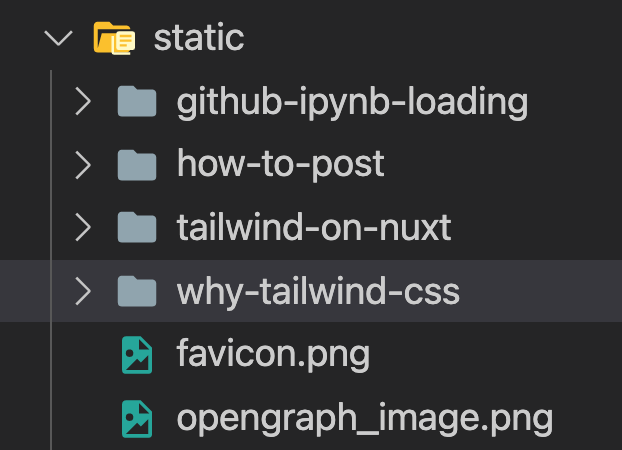 static
github-ipynb-loading
how-to-post
tailwind-on-nuxt
why-tailwind-css
favicon.png
opengraph_image.png